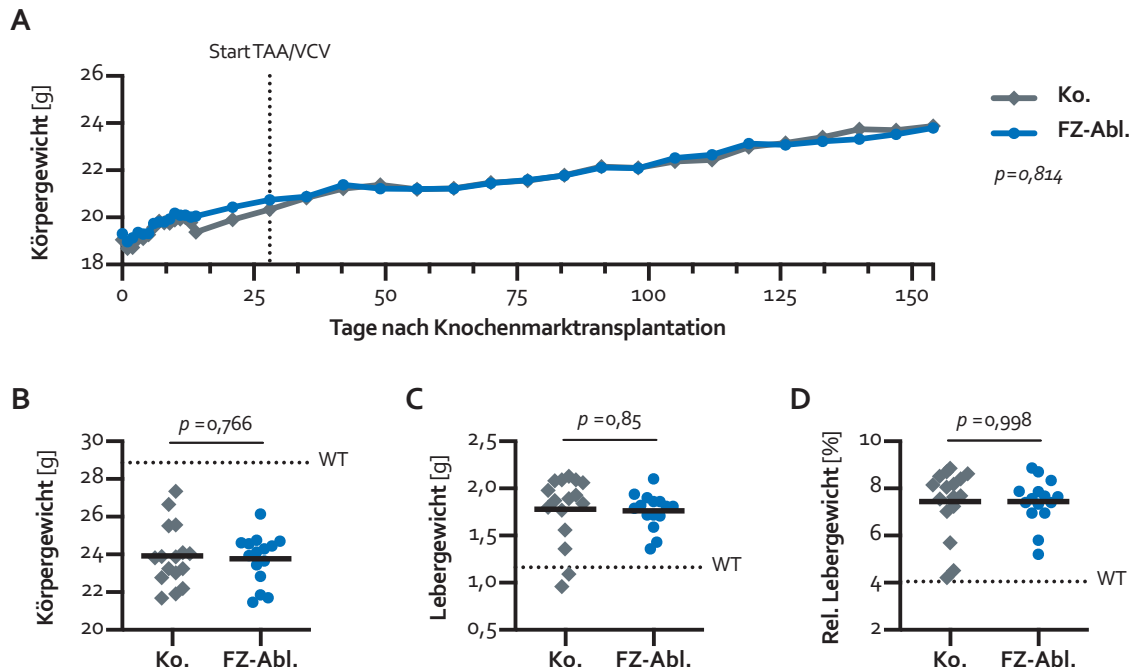 A
Start TAA/VCV
Körpergewicht [g]
26
24
22
20
18
0
25
50
75
100
125
150
Tage nach Knochenmarktransplantation
Ko.
FZ-Abl.
p=0,814
B
p=0,766
Körpergewicht [g]
30
28
26
24
22
20
WT
Ko.
FZ-Abl.
C
p=0,85
Lebergewicht [g]
2,5
2,0
1,5
1,0
0,5
WT
Ko.
FZ-Abl.
D
p=0,998
Rel. Lebergewicht [%]
10
8
6
4
2
WT
Ko.
FZ-Abl.